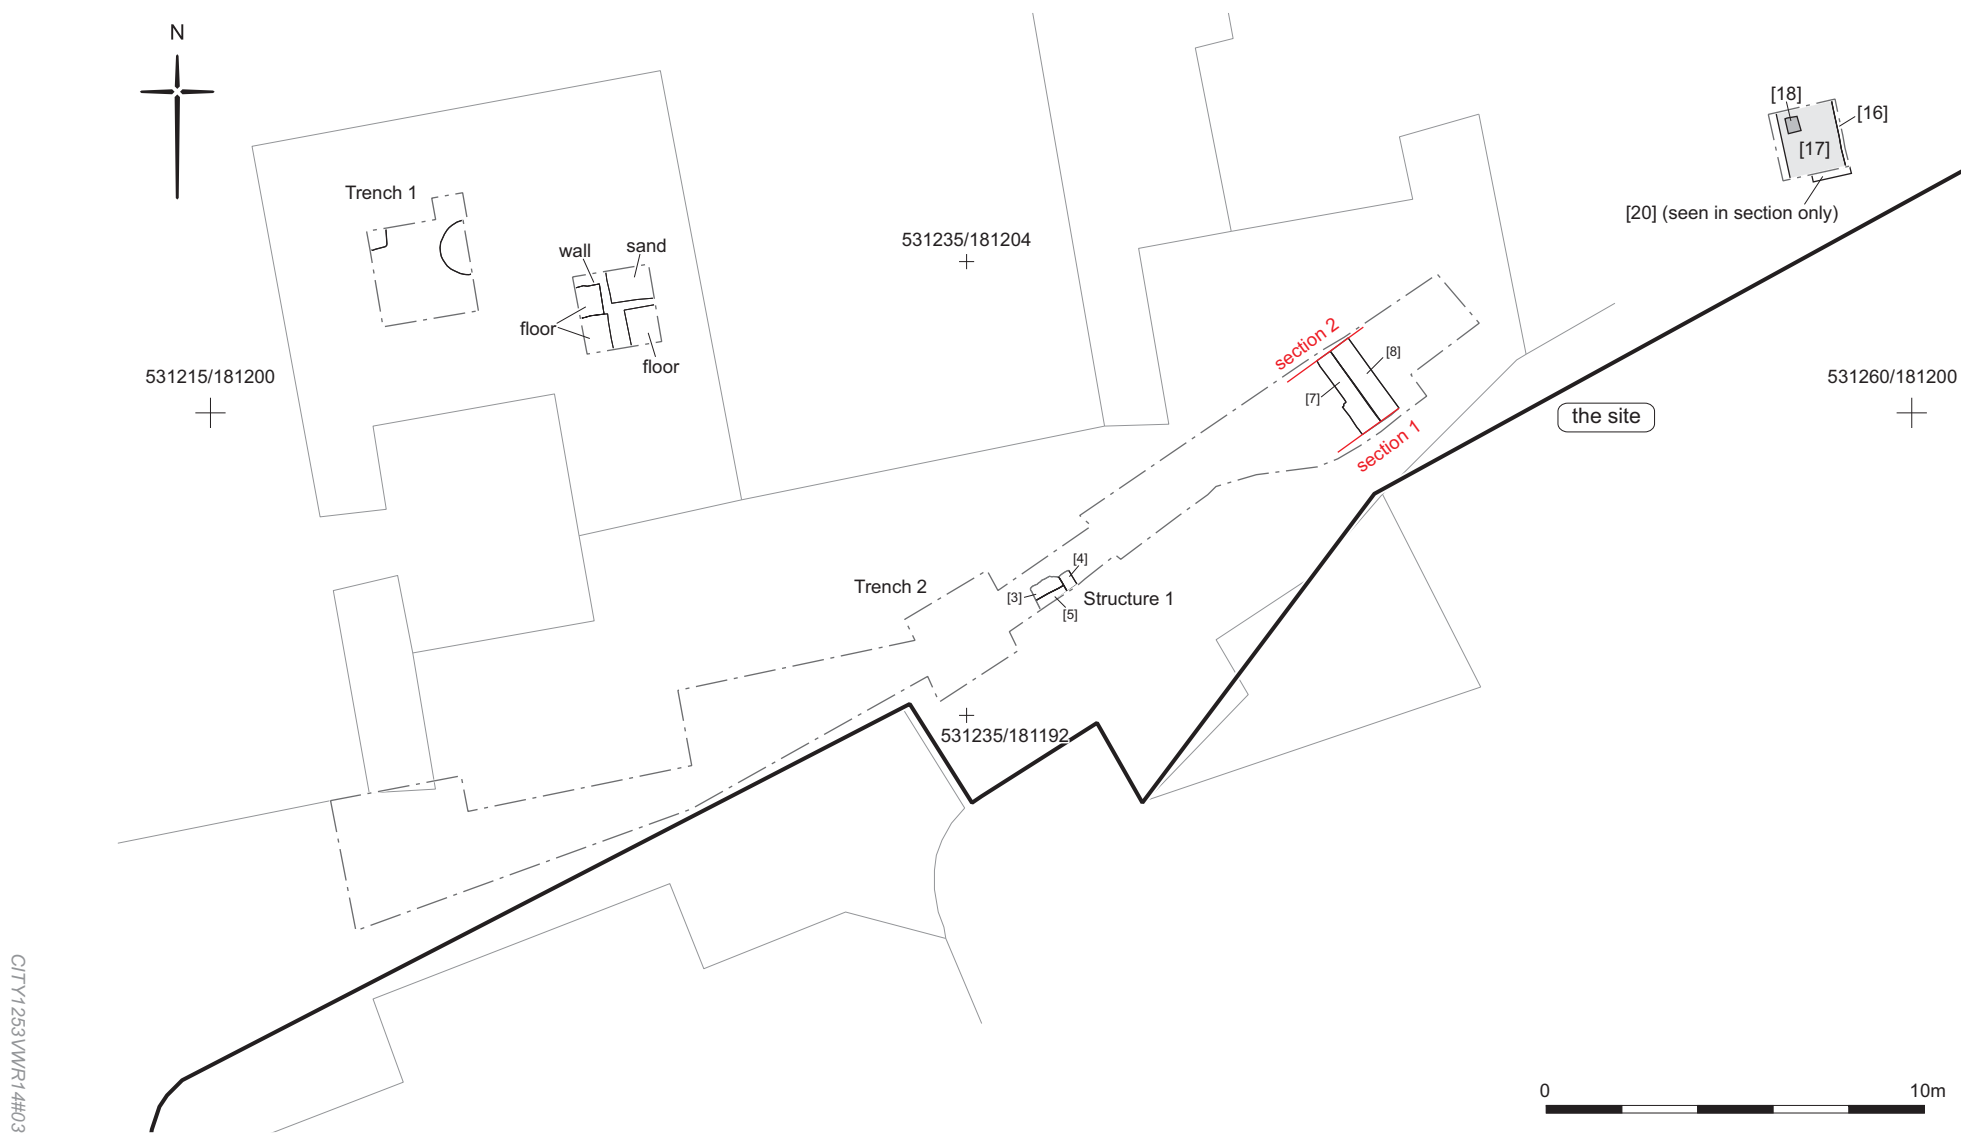 N
[18]
[16]
[17]
Trench 1
[20] (seen in section only)
531235/181204
wall
sand
floor
floor
section 2
[8]
531215/181200
531260/181200
[7]
the site
section 1
[4]
Trench 2
[3]
Structure 1
[5]
531235/181192
CITY1253VWR14#03
0
10m